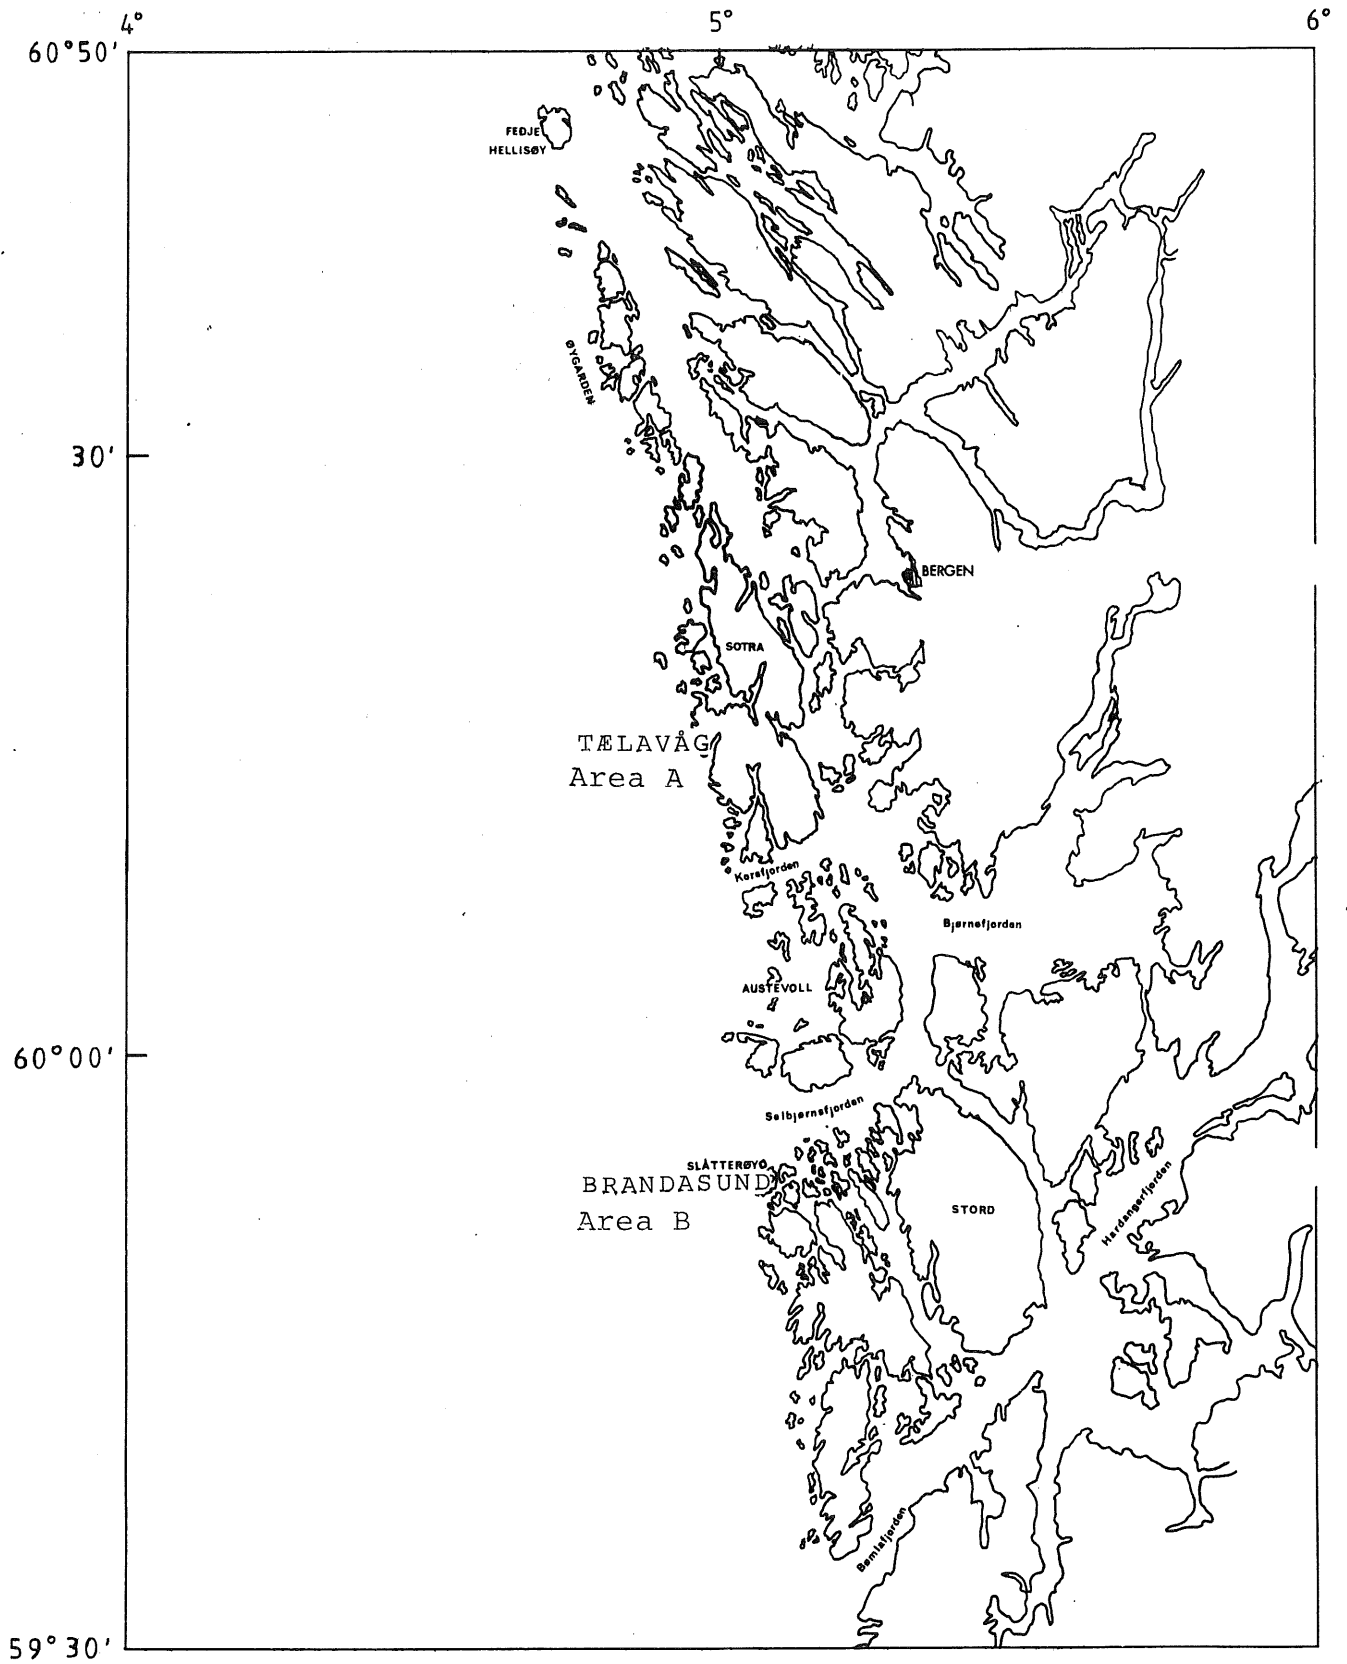 4° 5° 6°
60°50'
FEDJE
HELLISØY
ØYGARDEN
30'
BERGEN
SOTRA
TÆLAVÅG
Area A
Korsfjorden
Bjørnefjorden
AUSTEVOLL
60°00'
Selbjørnsfjorden
SLÅTTERØYO
BRANDASUND
Area B
STORD
Hardangerfjorden
Bømlafjorden
59°30'